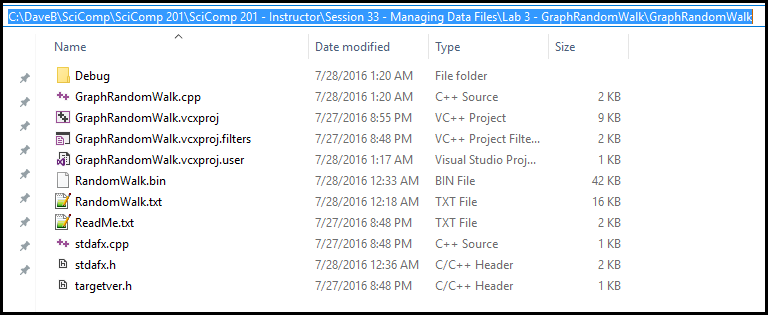 C:\DaveB\SciComp\SciComp 201\SciComp 201 - Instructor\Session 33 - Managing Data Files\Lab 3 - GraphRandomWalk\GraphRandomWalk
Name Date modified Type Size
Debug 7/28/2016 1:20 AM File folder
GraphRandomWalk.cpp 7/28/2016 1:20 AM C++ Source 2 KB
GraphRandomWalk.vcxproj 7/27/2016 8:55 PM VC++ Project 9 KB
GraphRandomWalk.vcxproj.filters 7/27/2016 8:48 PM VC++ Project Filte... 2 KB
GraphRandomWalk.vcxproj.user 7/28/2016 1:17 AM Visual Studio Proj... 1 KB
RandomWalk.bin 7/28/2016 12:33 AM BIN File 42 KB
RandomWalk.txt 7/28/2016 12:18 AM TXT File 16 KB
ReadMe.txt 7/27/2016 8:48 PM TXT File 2 KB
stdafx.cpp 7/27/2016 8:48 PM C++ Source 1 KB
stdafx.h 7/28/2016 12:36 AM C/C++ Header 2 KB
targetver.h 7/27/2016 8:48 PM C/C++ Header 1 KB